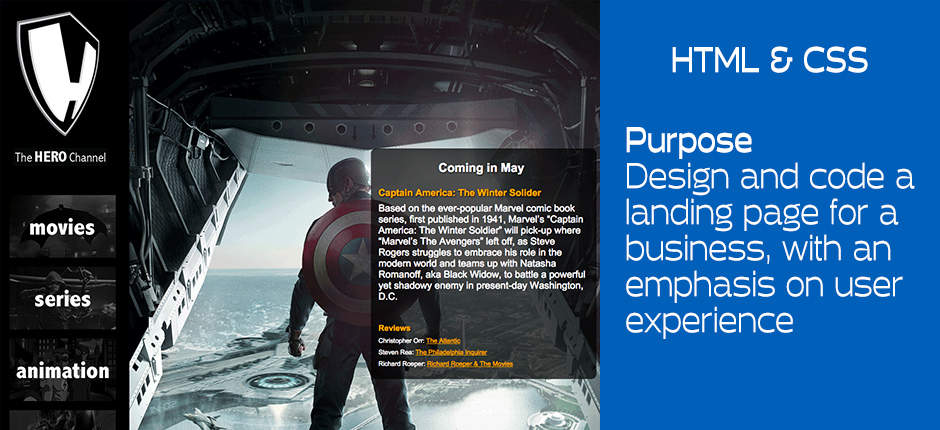 The HERO Channel
movies
series
animation
Coming in May
Captain America: The Winter Solider
Based on the ever-popular Marvel comic book
series, first published in 1941, Marvel's "Captain
America: The Winter Soldier" will pick-up where
"Marvel's The Avengers" left off, as Steve
Rogers struggles to embrace his role in the
modern world and teams up with Natasha
Romanoff, aka Black Widow, to battle a powerful
yet shadowy enemy in present-day Washington,
D.C.
Reviews
Christopher Orr: The Atlantic
Steven Rea: The Philadelphia Inquirer
Richard Roeper: Richard Roeper & The Movies
HTML & CSS
Purpose
Design and code a
landing page for a
business, with an
emphasis on user
experience